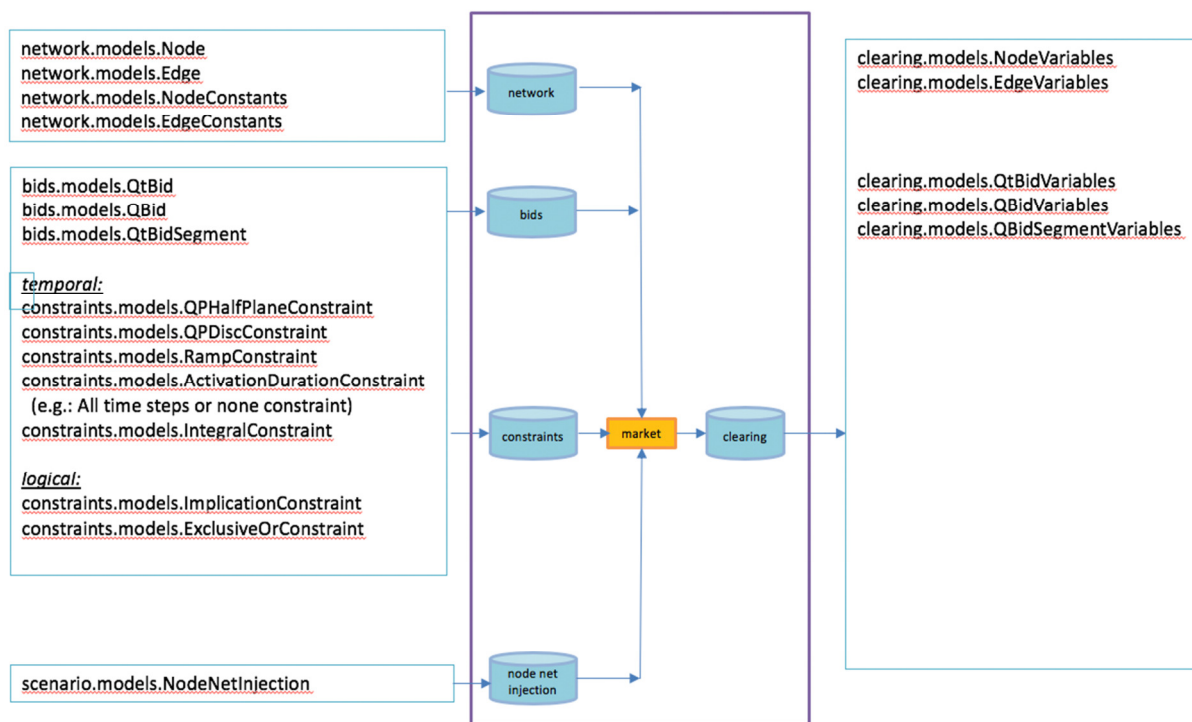 network.models.Node
network.models.Edge
network.models.NodeConstants
network.models.EdgeConstants
bids.models.QtBid
bids.models.QBid
bids.models.QtBidSegment
temporal:
constraints.models.QPHalfPlaneConstraint
constraints.models.QPDiscConstraint
constraints.models.RampConstraint
constraints.models.ActivationDurationConstraint
(e.g.: All time steps or none constraint)
constraints.models.IntegralConstraint
logical:
constraints.models.ImplicationConstraint
constraints.models.ExclusiveOrConstraint
scenario.models.NodeNetInjection
network
bids
constraints
market
clearing
node net
injection
clearing.models.NodeVariables
clearing.models.EdgeVariables
clearing.models.QtBidVariables
clearing.models.QBidVariables
clearing.models.QBidSegmentVariables